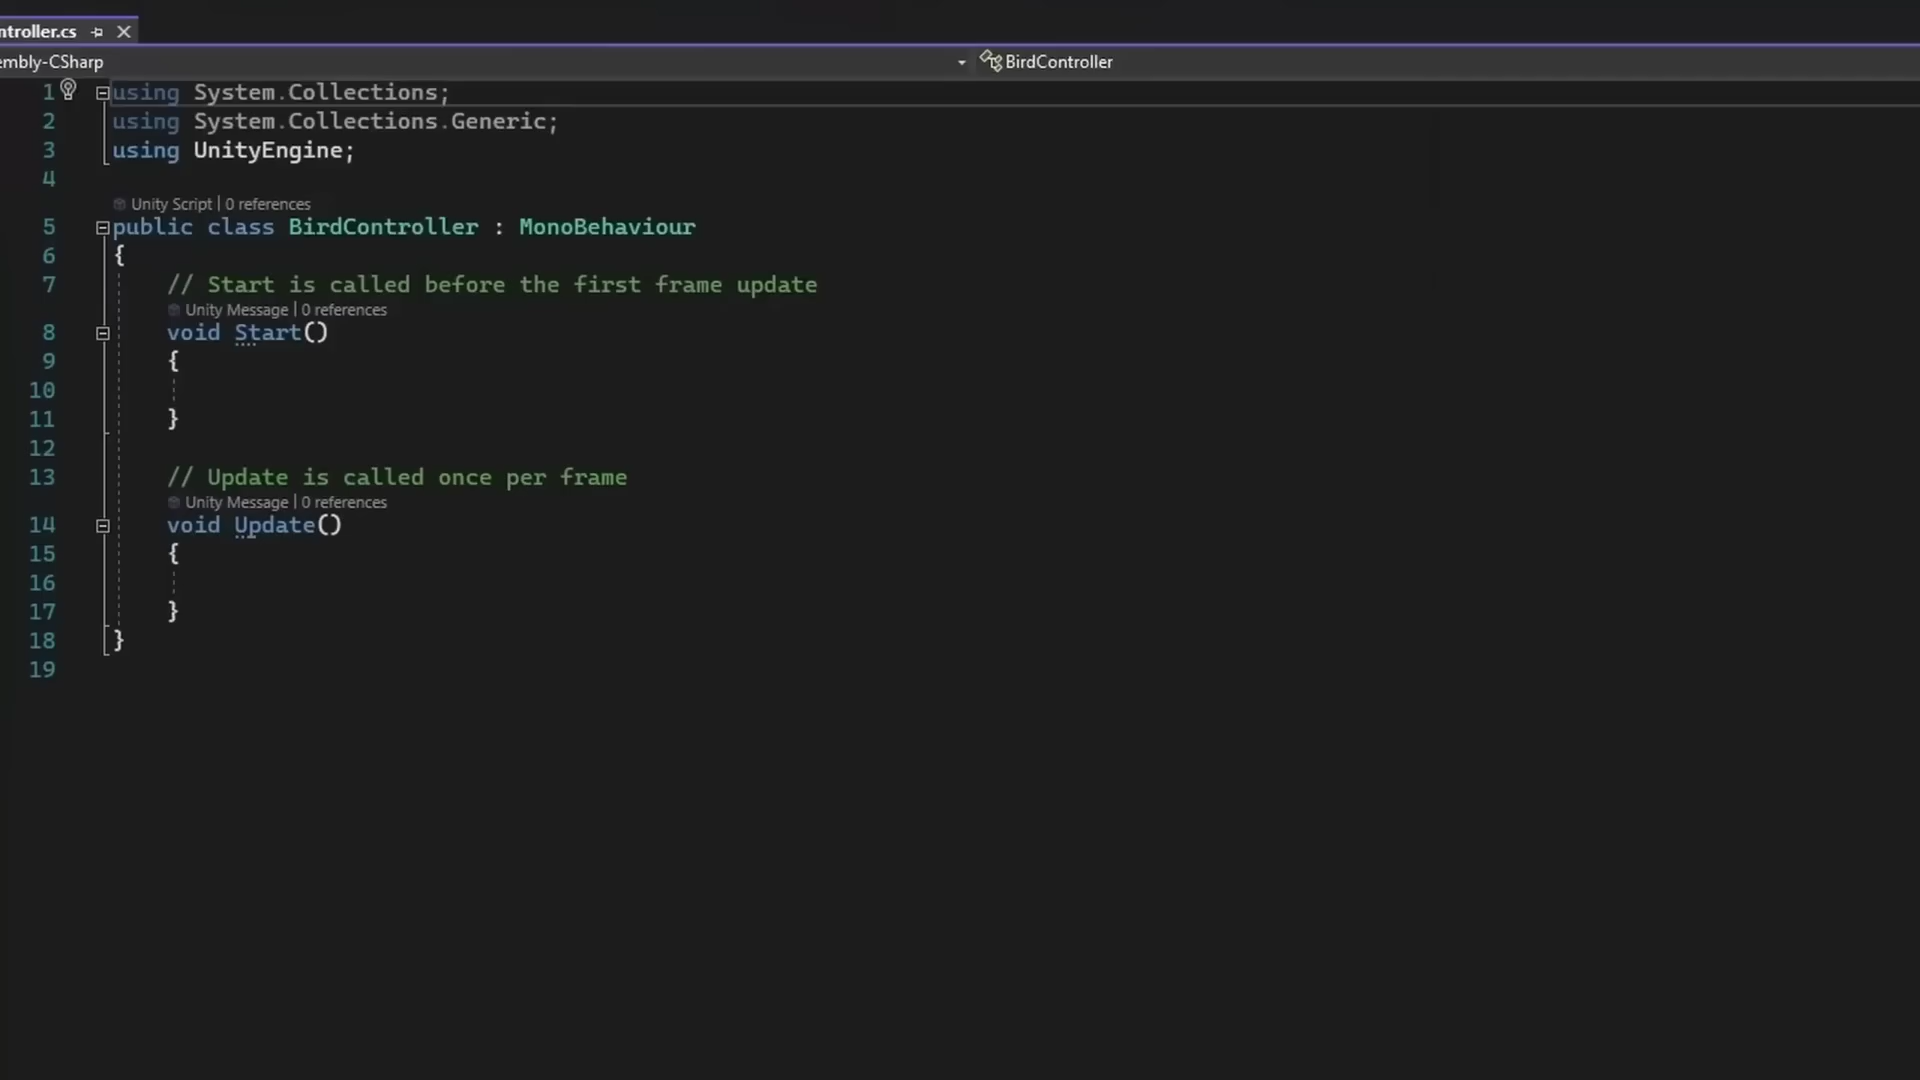 ntroller.cs
embly-CSharp
BirdController
1 using System.Collections;
2 using System.Collections.Generic;
3 using UnityEngine;
4
Unity Script | 0 references
5 public class BirdController : MonoBehaviour
6 {
7 // Start is called before the first frame update
Unity Message | 0 references
8 void Start()
9 {
10
11 }
12
13 // Update is called once per frame
Unity Message | 0 references
14 void Update()
15 {
16
17 }
18 }
19